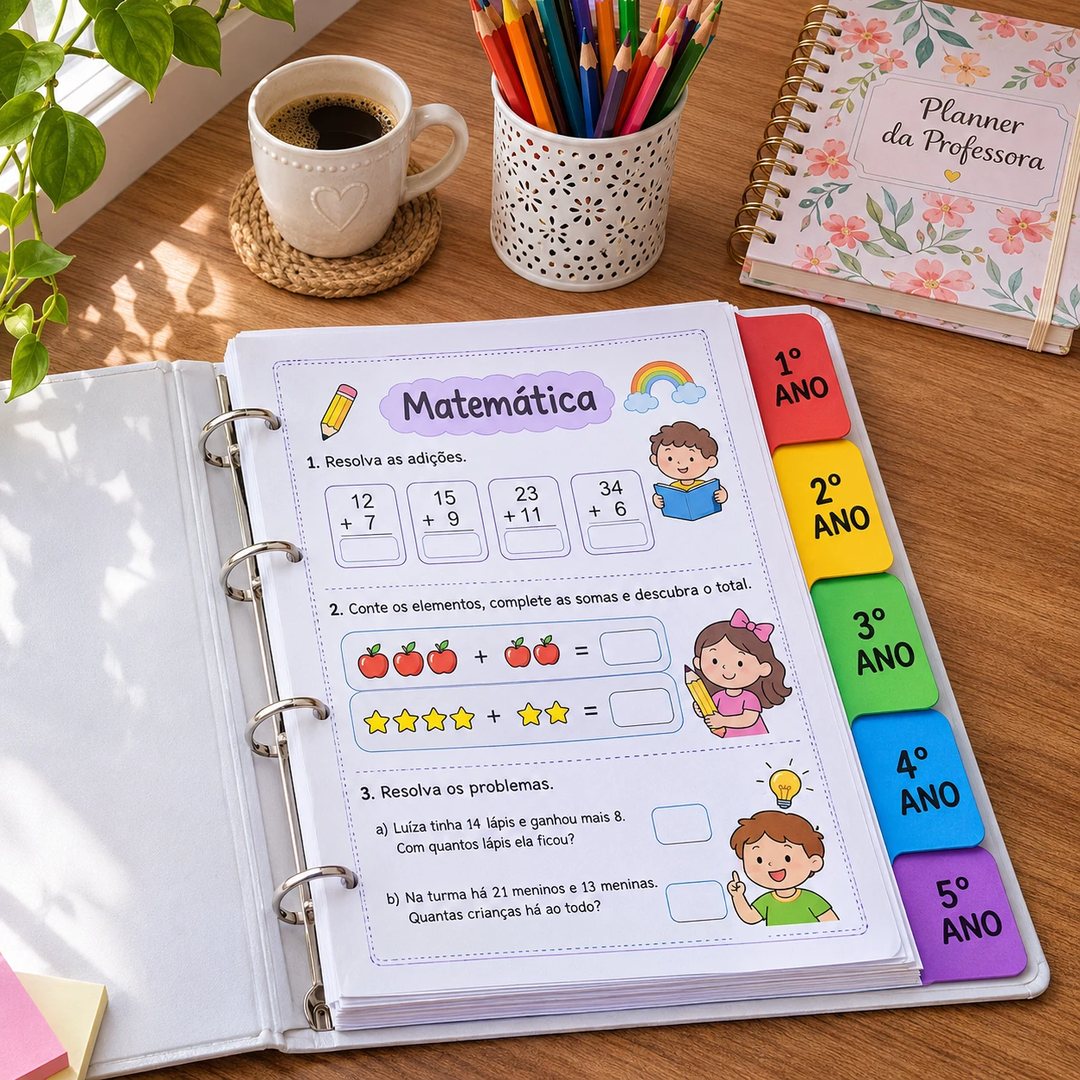 Planner
da Professora
Matemática
1. Resolva as adições.
12
+ 7
15
+ 9
23
+ 11
34
+ 6
2. Conte os elementos, complete as somas e descubra o total.
+ =
+ =
3. Resolva os problemas.
a) Luíza tinha 14 lápis e ganhou mais 8.
Com quantos lápis ela ficou?
b) Na turma há 21 meninos e 13 meninas.
Quantas crianças há ao todo?
1º
ANO
2º
ANO
3º
ANO
4º
ANO
5º
ANO